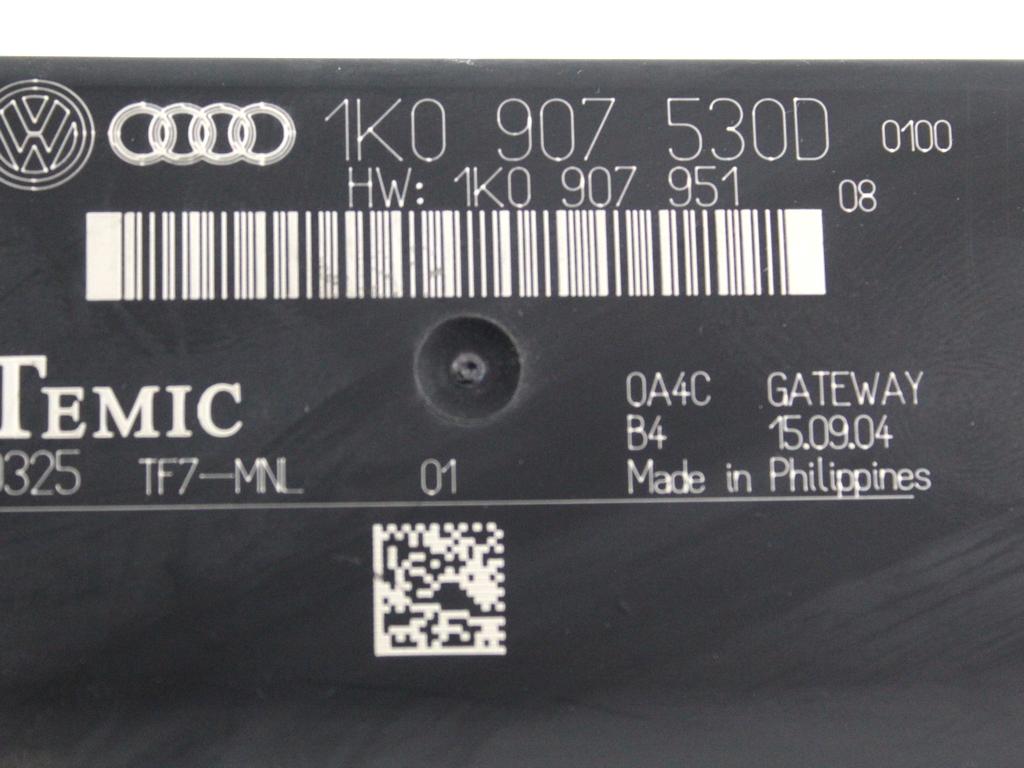 1K0 907 530D 0100
HW: 1K0 907 951 08
TEMIC
0A4C GATEWAY
B4 15.09.04
0325 TF7-MNL 01 Made in Philippines